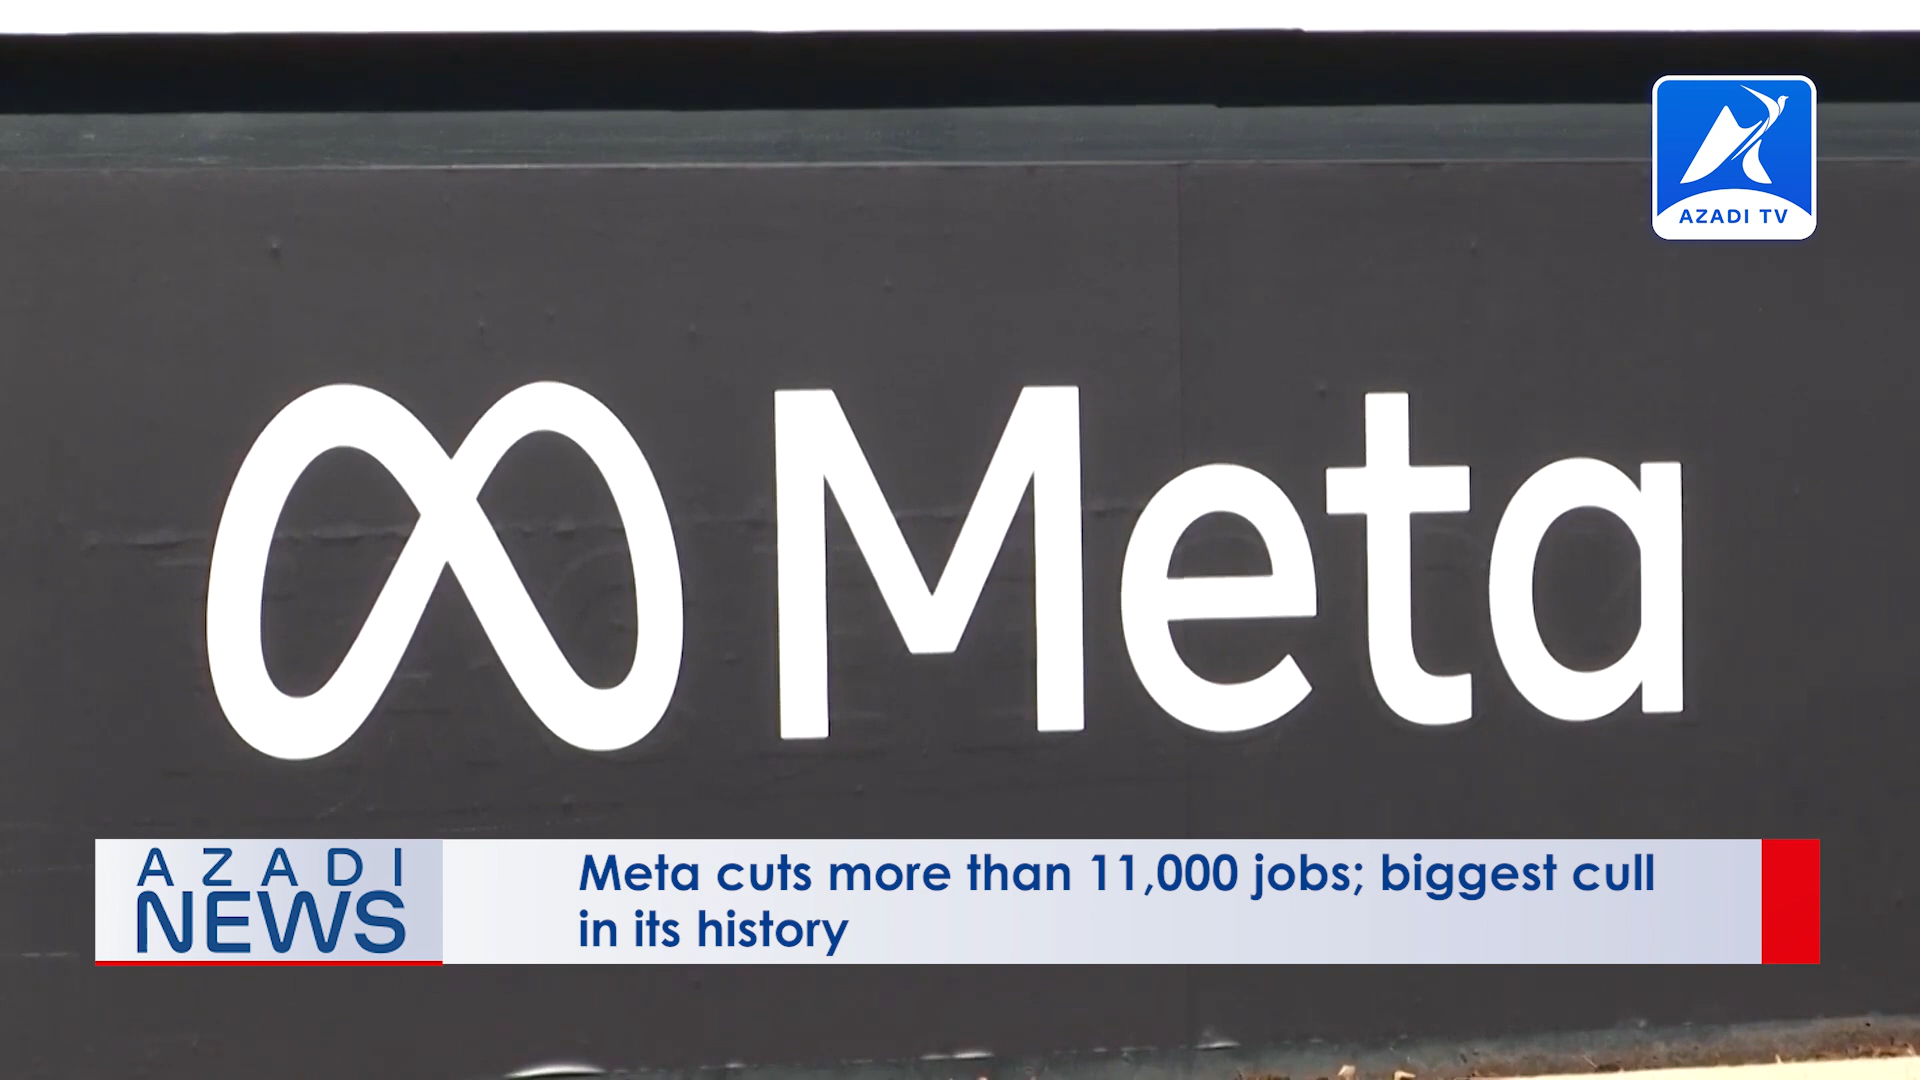 AZADI TV
Meta
AZADI
NEWS
Meta cuts more than 11,000 jobs; biggest cull
in its history